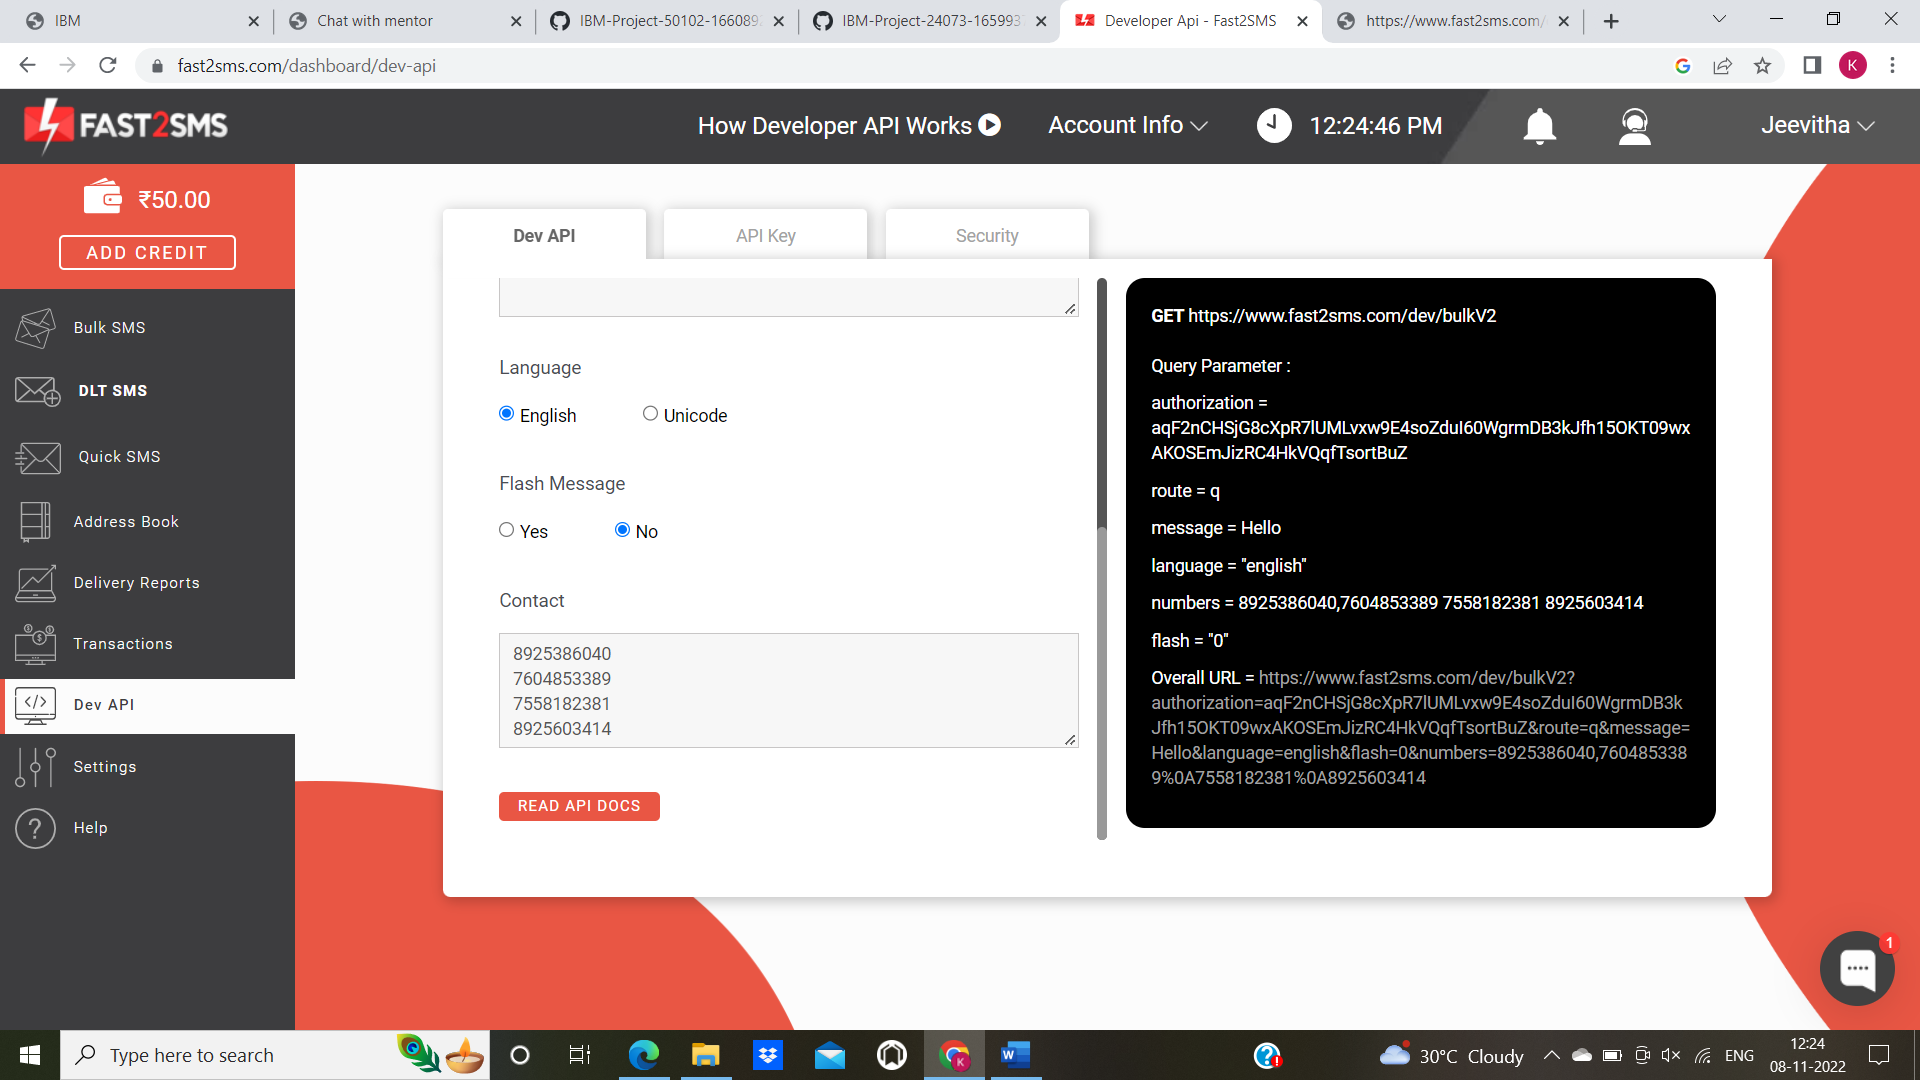 IBM
Chat with mentor
IBM-Project-50102-166089
IBM-Project-24073-165993
Developer Api - Fast2SMS
https://www.fast2sms.com/
fast2sms.com/dashboard/dev-api
K
FAST2SMS
How Developer API Works
Account Info
12:24:46 PM
Jeevitha
₹50.00
ADD CREDIT
Bulk SMS
DLT SMS
Quick SMS
Address Book
Delivery Reports
Transactions
Dev API
Settings
Help
Dev API
API Key
Security
Language
English
Unicode
Flash Message
Yes
No
Contact
8925386040
7604853389
7558182381
8925603414
READ API DOCS
GET https://www.fast2sms.com/dev/bulkV2
Query Parameter :
authorization =
aqF2nCHSjG8cXpR7lUMLvxw9E4soZduI60WgrmDB3kJfh15OKT09wx
AKOSEmJizRC4HkVQqfTsortBuZ
route = q
message = Hello
language = "english"
numbers = 8925386040,7604853389 7558182381 8925603414
flash = "0"
Overall URL = https://www.fast2sms.com/dev/bulkV2?
authorization=aqF2nCHSjG8cXpR7lUMLvxw9E4soZduI60WgrmDB3k
Jfh15OKT09wxAKOSEmJizRC4HkVQqfTsortBuZ&route=q&message=
Hello&language=english&flash=0&numbers=8925386040,760485338
9%0A7558182381%0A8925603414
1
Type here to search
30°C Cloudy
ENG
12:24
08-11-2022